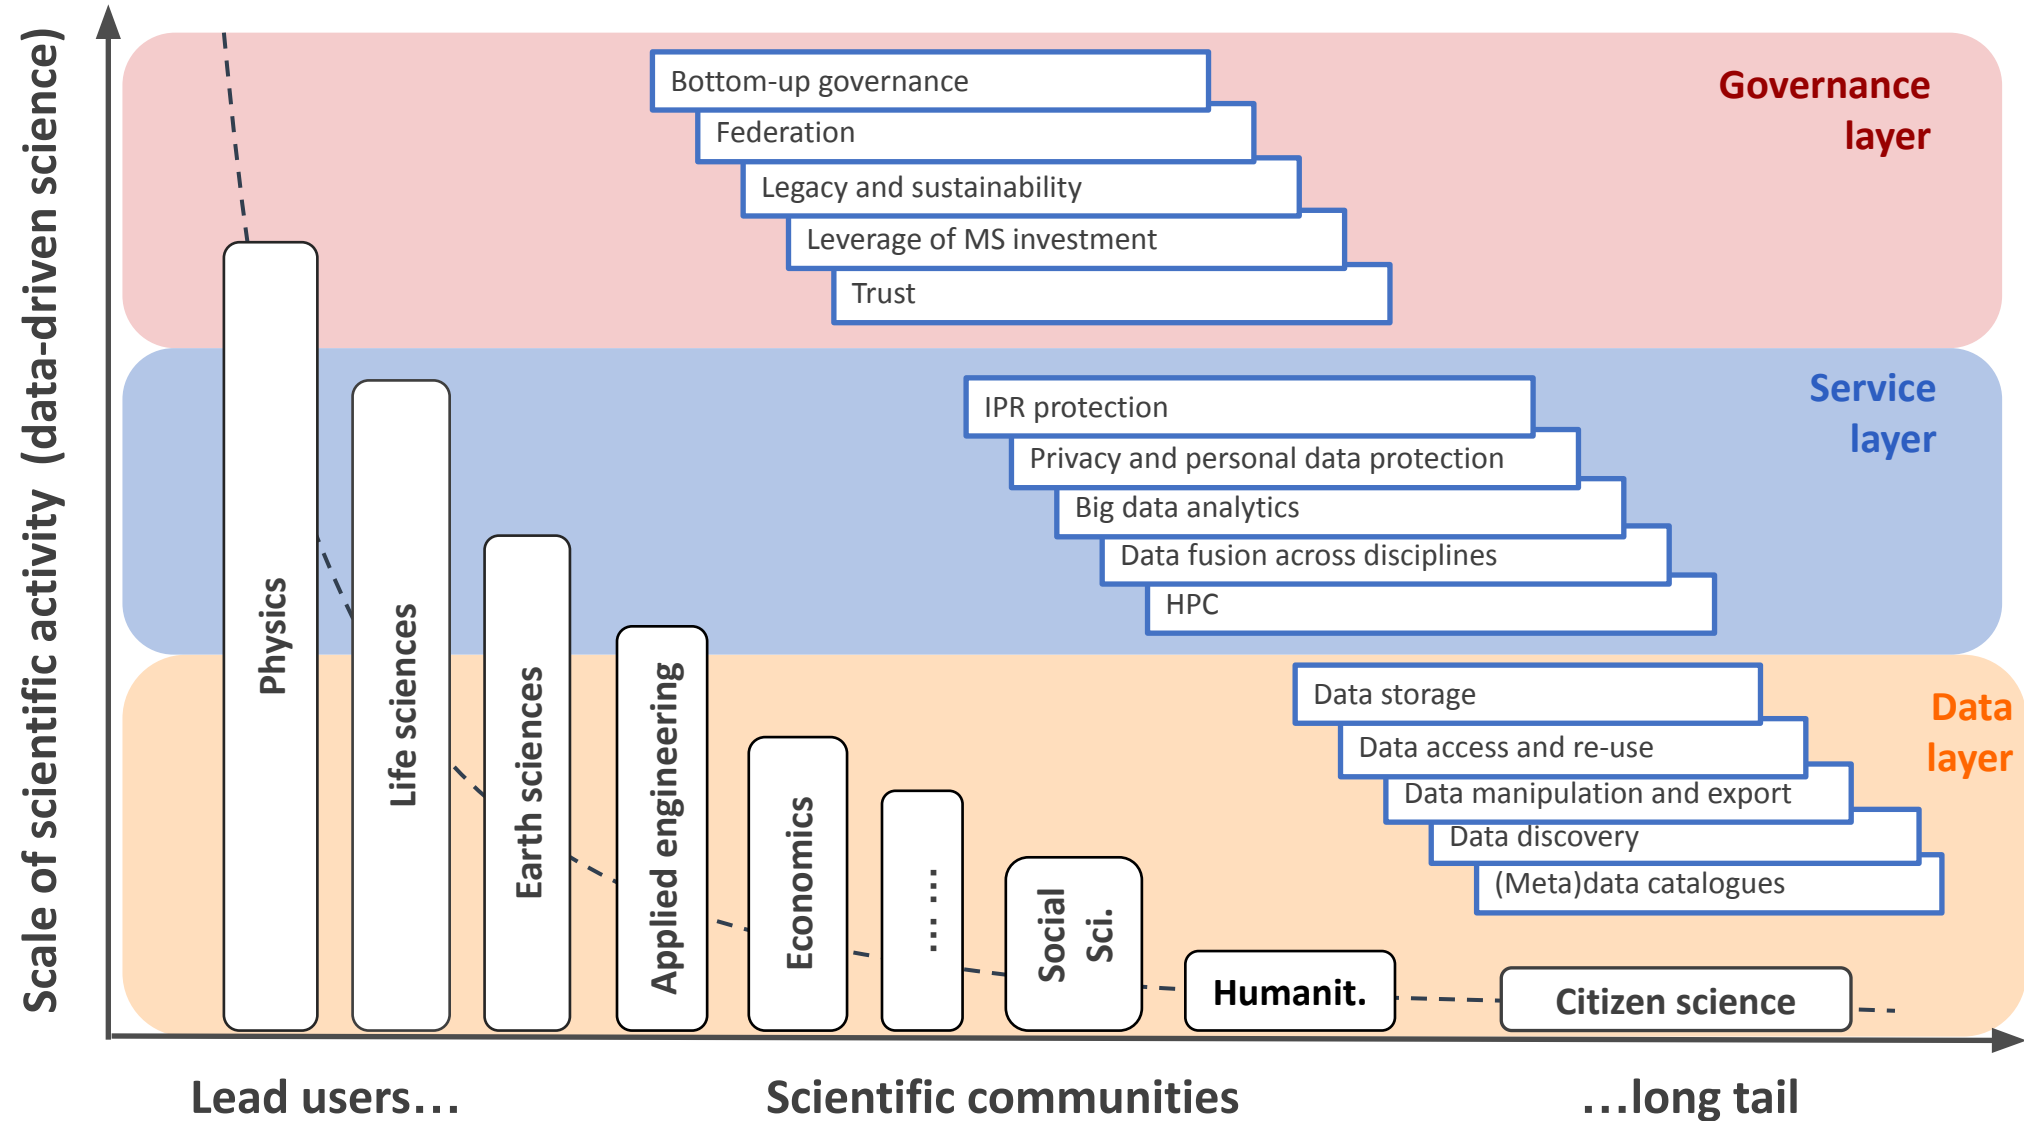 Scale of scientific activity (data-driven science)
Governance
layer
Bottom-up governance
Federation
Legacy and sustainability
Leverage of MS investment
Trust
Service
layer
IPR protection
Privacy and personal data protection
Big data analytics
Data fusion across disciplines
HPC
Data
layer
Data storage
Data access and re-use
Data manipulation and export
Data discovery
(Meta)data catalogues
Physics
Life sciences
Earth sciences
Applied engineering
Economics
... ...
Social
Sci.
Humanit.
Citizen science
Lead users...
Scientific communities
...long tail